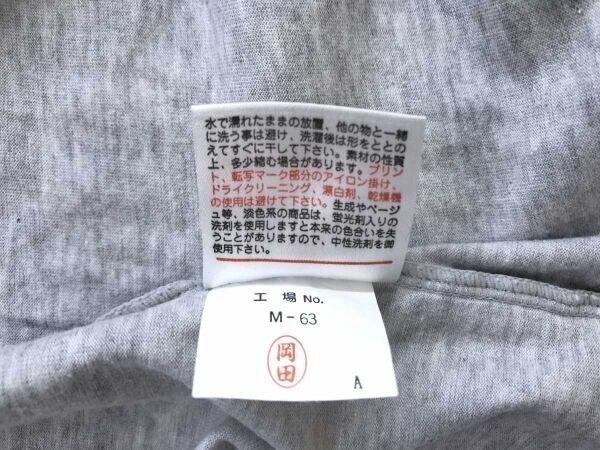 水で濡れたままの放置、他の物と一緒
に洗う事は避け、洗濯後は形をととの
えてすぐに干して下さい。素材の性質
上、多少縮む場合があります。プリン
ト、転写マーク部分のアイロン掛け、
ドライクリーニング、漂白剤、乾燥機
の使用は避けて下さい。生成やベージ
ュ等、淡色系の商品は、蛍光剤入りの
洗剤を使用しますと本来の色合いを失
うことがありますので、中性洗剤を御
使用下さい。
工場No.
M-63
岡田
A